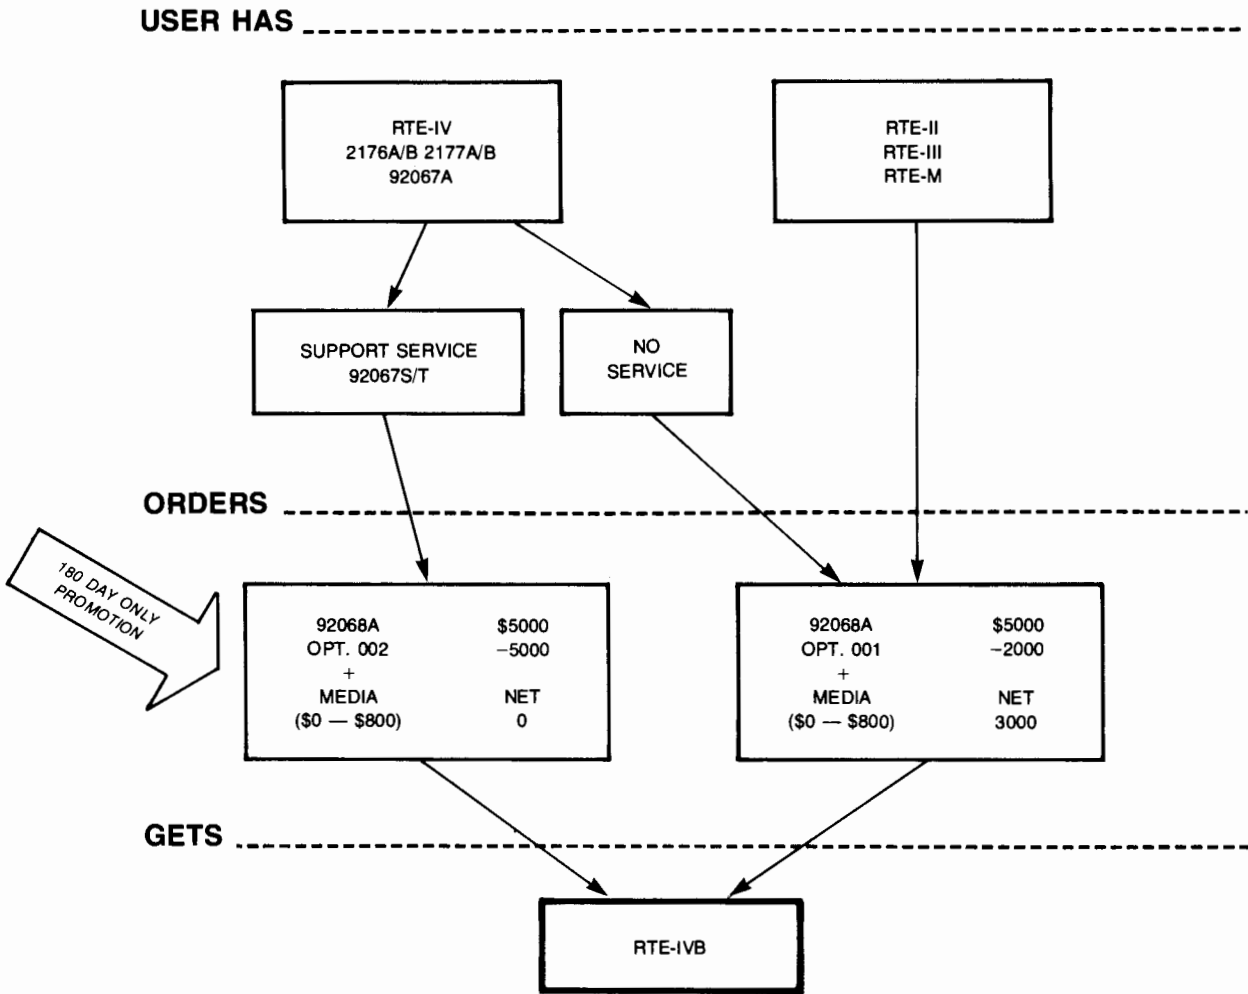 USER HAS
RTE-IV
2176A/B 2177A/B
92067A
RTE-II
RTE-III
RTE-M
SUPPORT SERVICE
92067S/T
NO
SERVICE
ORDERS
180 DAY ONLY
PROMOTION
92068A $5000
OPT. 002 −5000
+
MEDIA NET
($0 — $800) 0
92068A $5000
OPT. 001 −2000
+
MEDIA NET
($0 — $800) 3000
GETS
RTE-IVB